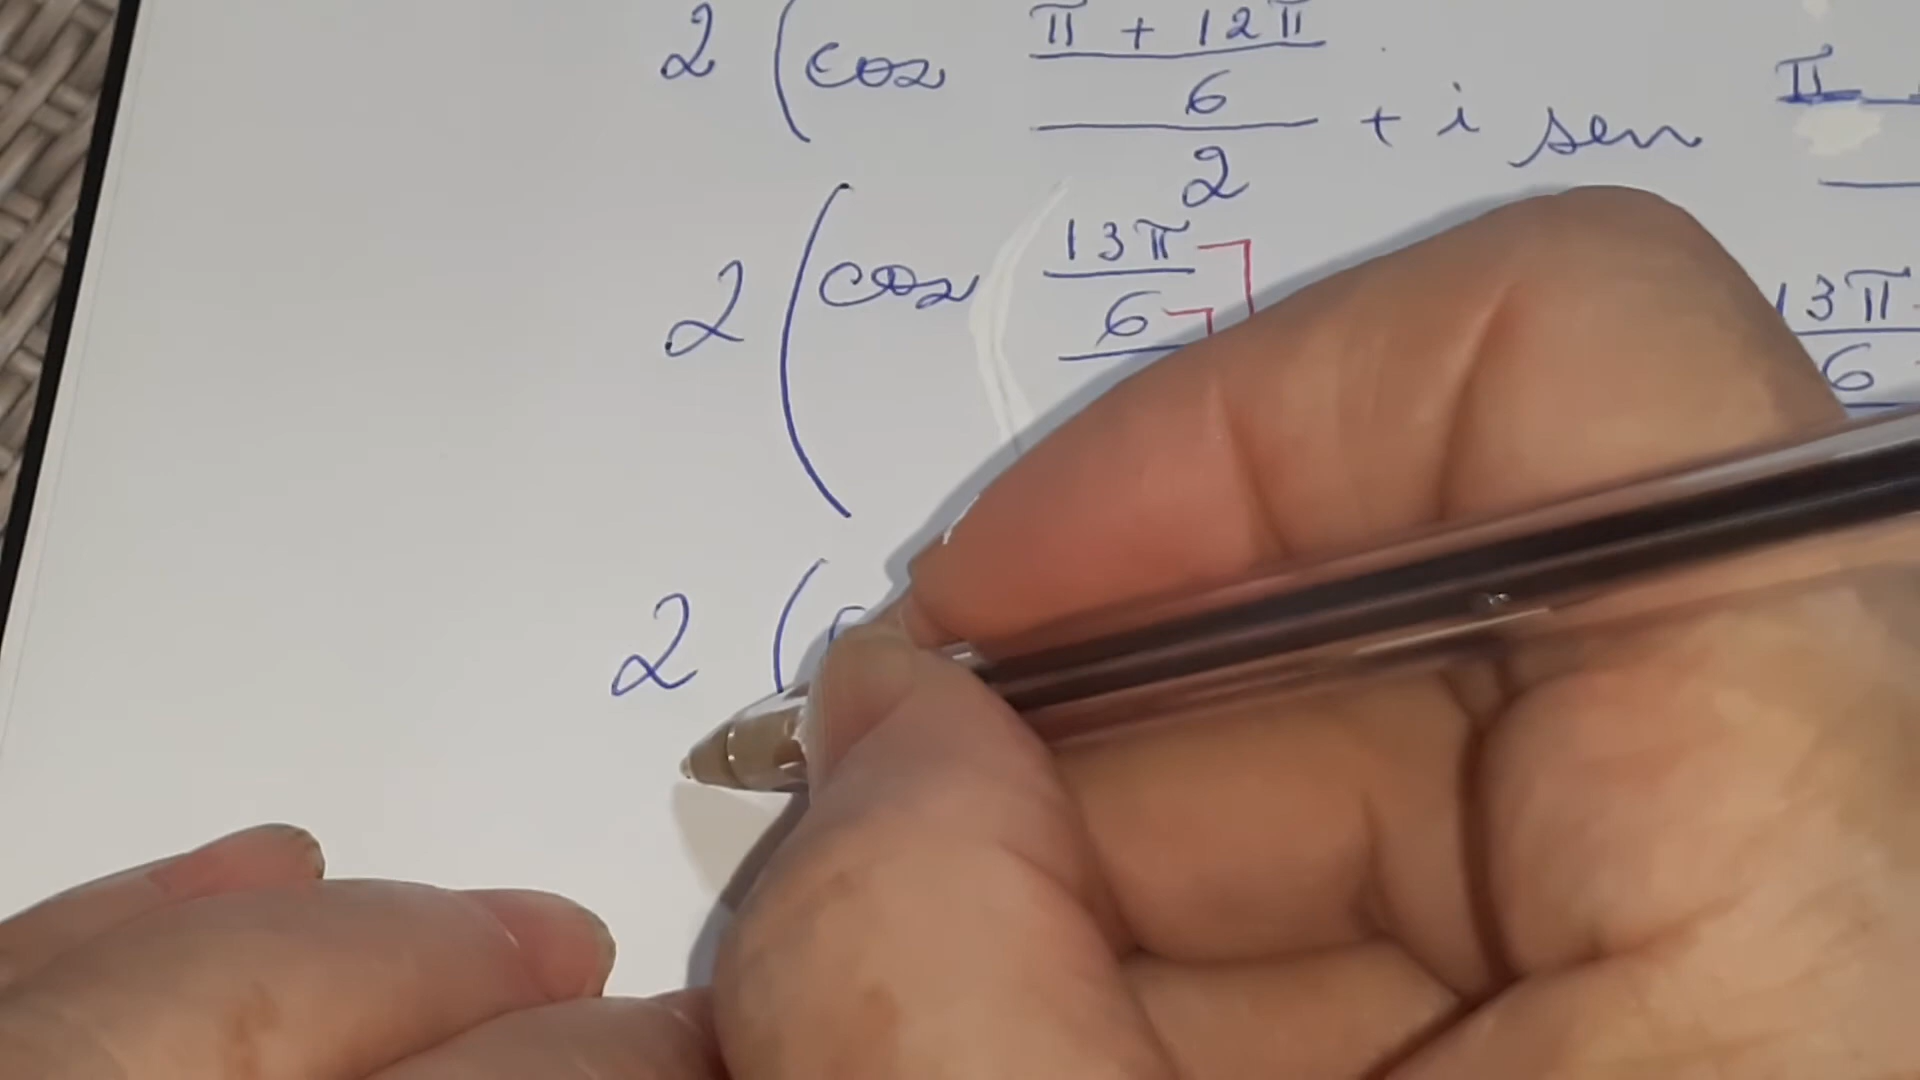 2 (cos π + 12π / 6 / 2 + i sen π
2 (cos 13π / 6 13π / 6
2 (